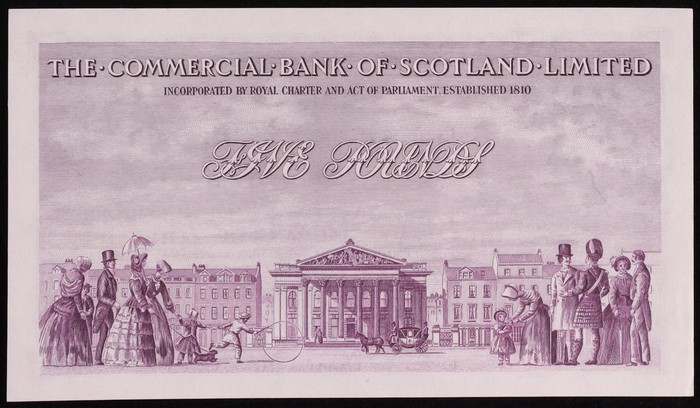 THE·COMMERCIAL·BANK·OF·SCOTLAND·LIMITED
INCORPORATED BY ROYAL CHARTER AND ACT OF PARLIAMENT. ESTABLISHED 1810
FIVE POUNDS